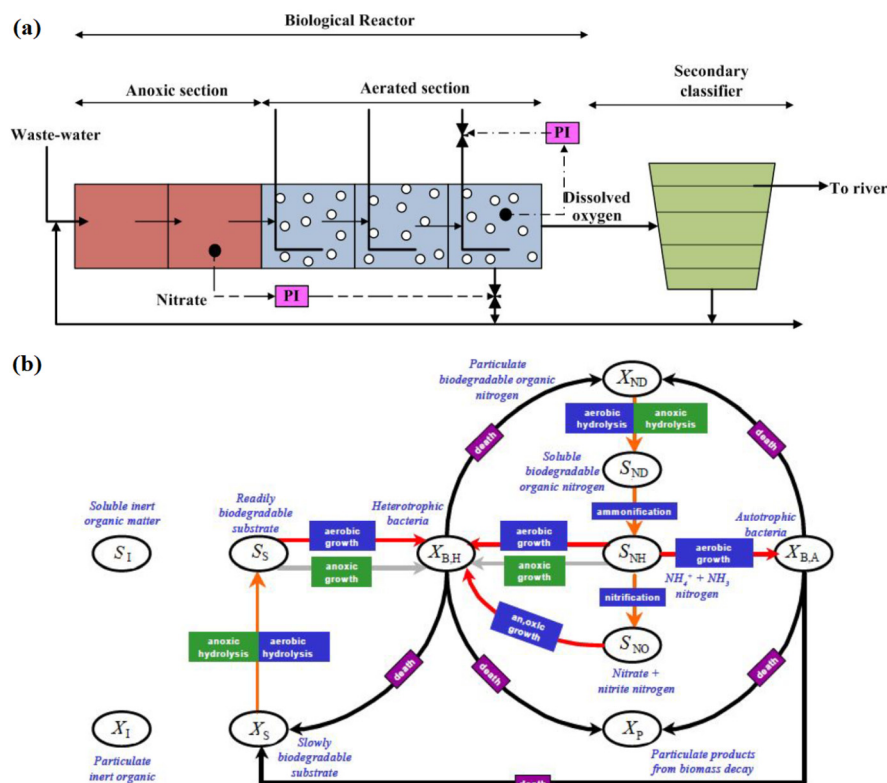 (a)
Biological Reactor
Anoxic section
Aerated section
Secondary
classifier
Waste-water
PI
To river
Dissolved
oxygen
Nitrate
PI
(b)
Particulate
biodegradable organic
nitrogen
XND
aerobic
hydrolysis
anoxic
hydrolysis
death
death
Soluble
biodegradable
organic nitrogen
SND
Soluble inert
organic matter
Readily
biodegradable
substrate
Heterotrophic
bacteria
ammonification
Autotrophic
bacteria
SI
SS
aerobic
growth
anoxic
growth
XB,H
aerobic
growth
anoxic
growth
SNH
aerobic
growth
XB,A
NH4+ + NH3
nitrogen
nitrification
anoxic
hydrolysis
aerobic
hydrolysis
an,oxic
growth
SNO
death
death
death
Nitrate +
nitrite nitrogen
XI
XS
XP
Particulate
inert organic
Slowly
biodegradable
substrate
Particulate products
from biomass decay
death